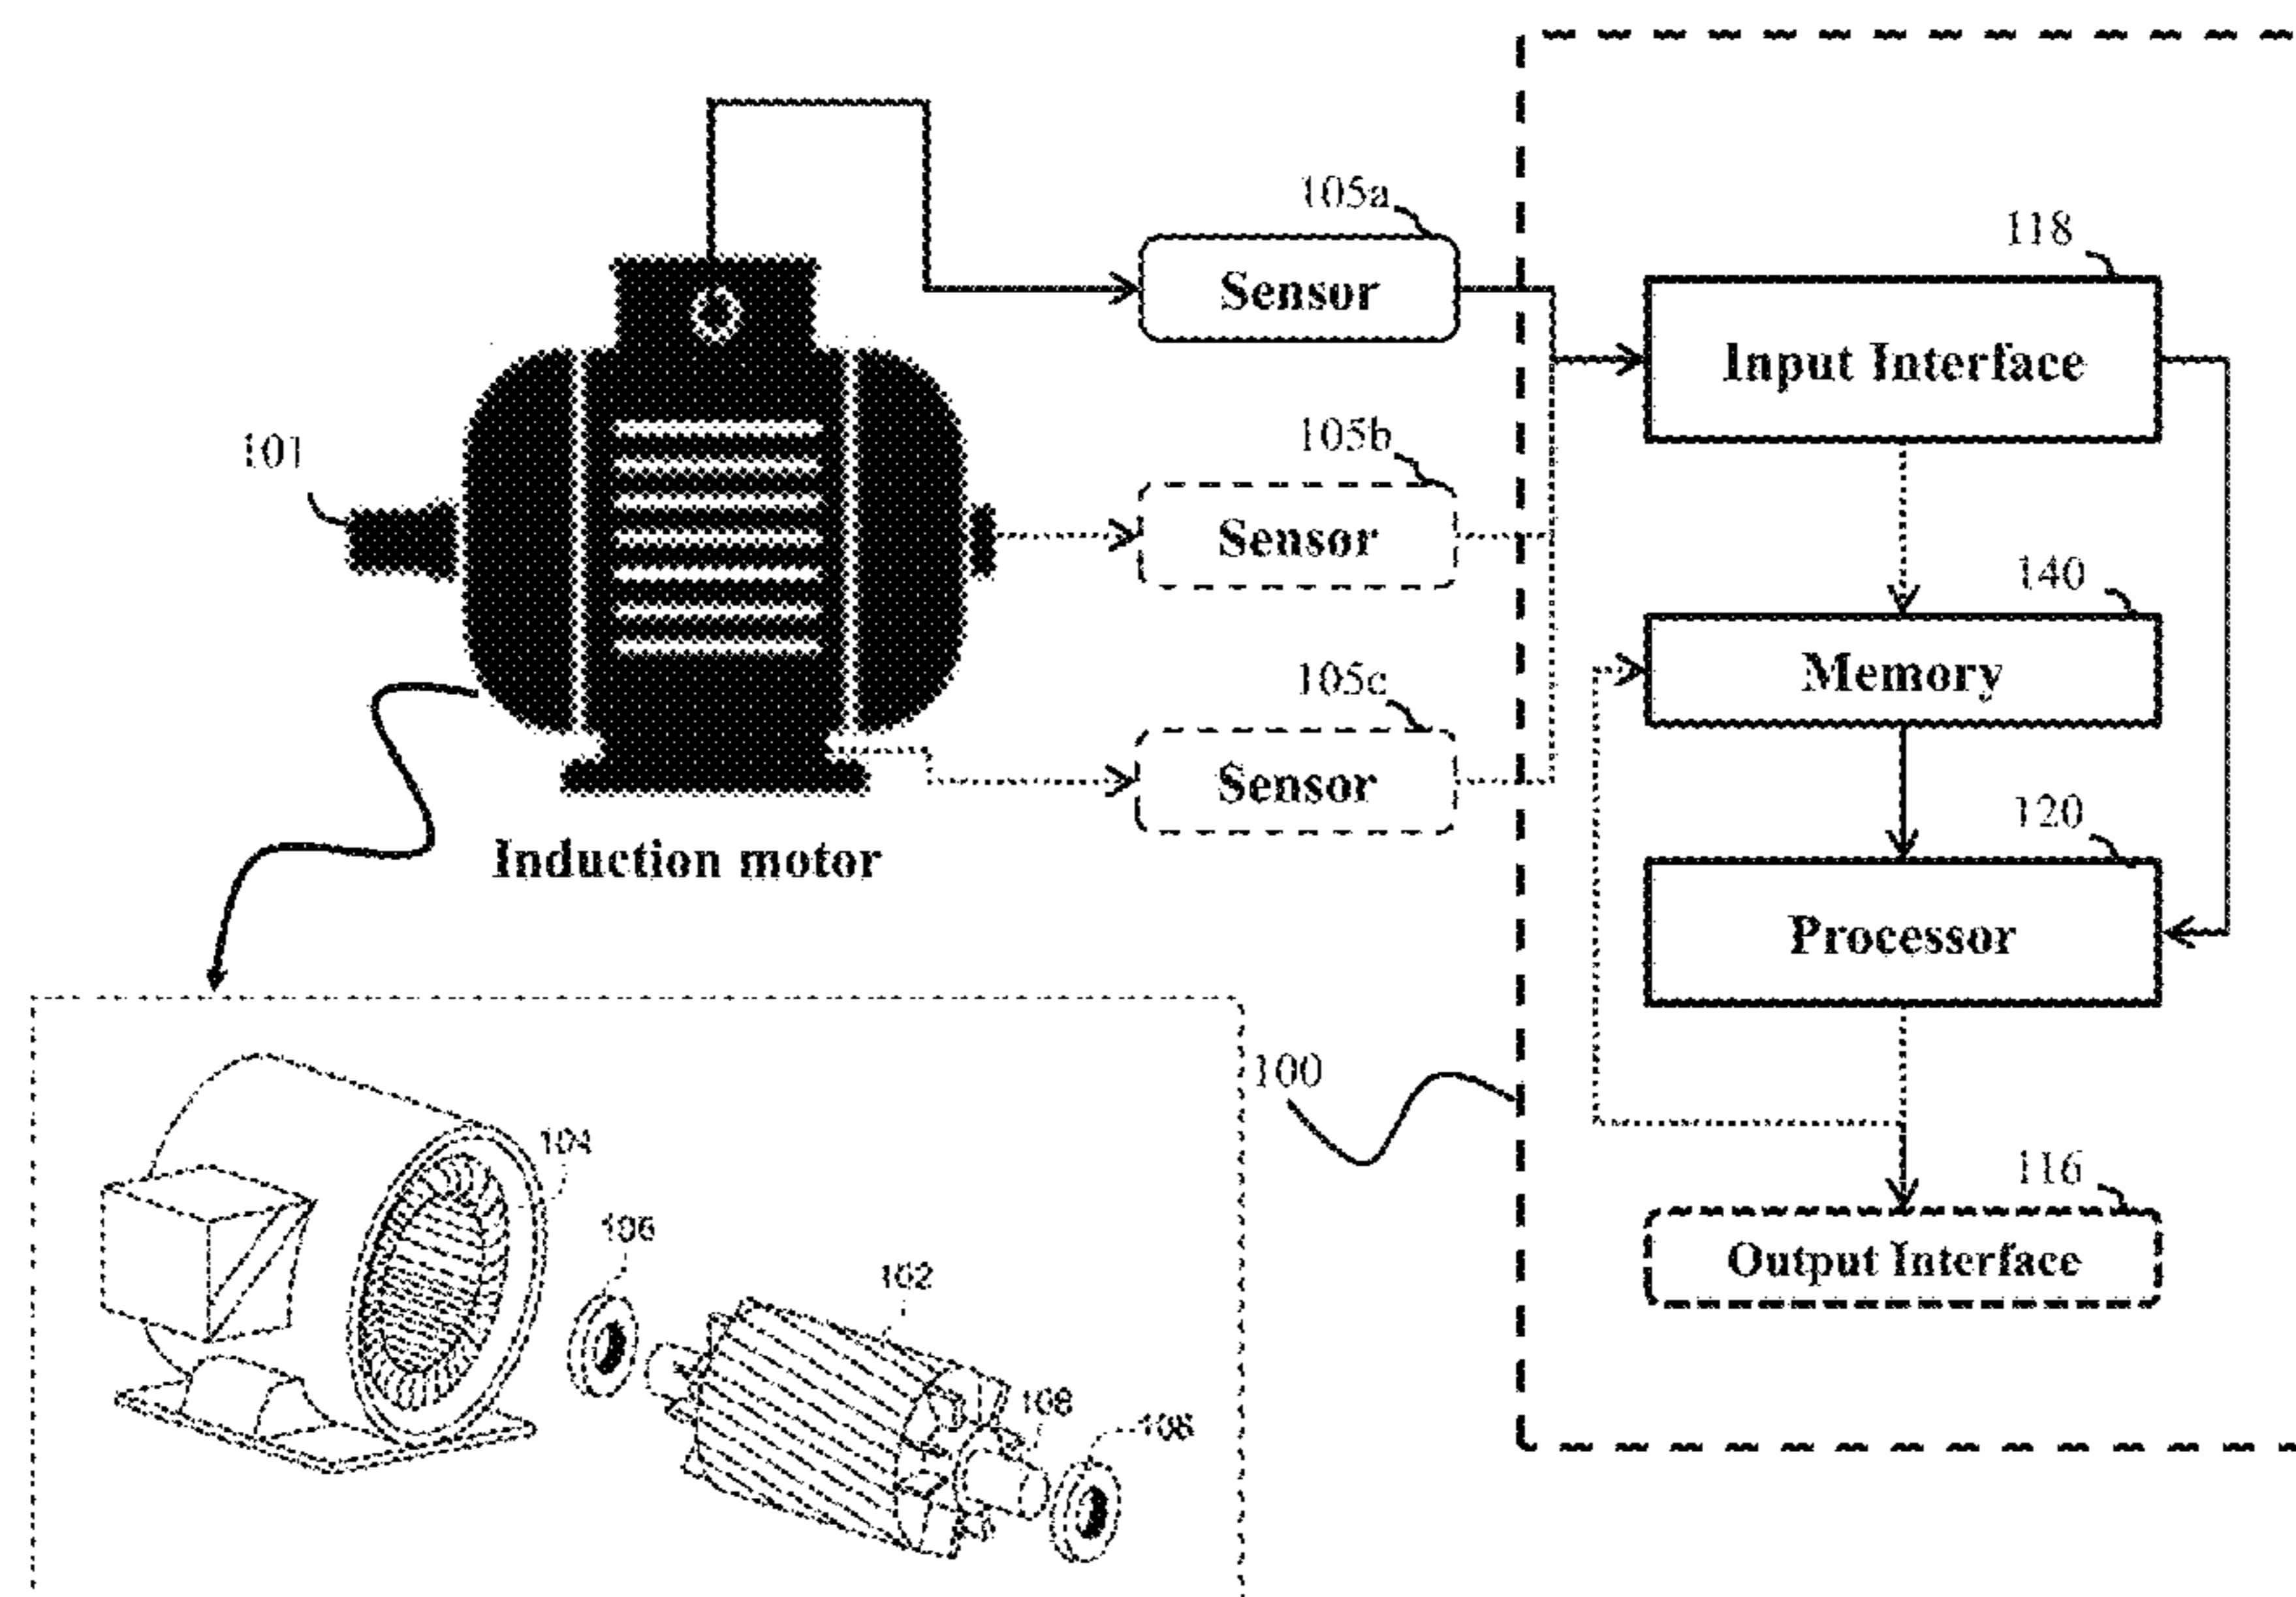 105a
Sensor
118
Input Interface
101
105b
Sensor
140
Memory
105c
Sensor
120
Processor
Induction motor
100
104
106
102
108
116
Output Interface